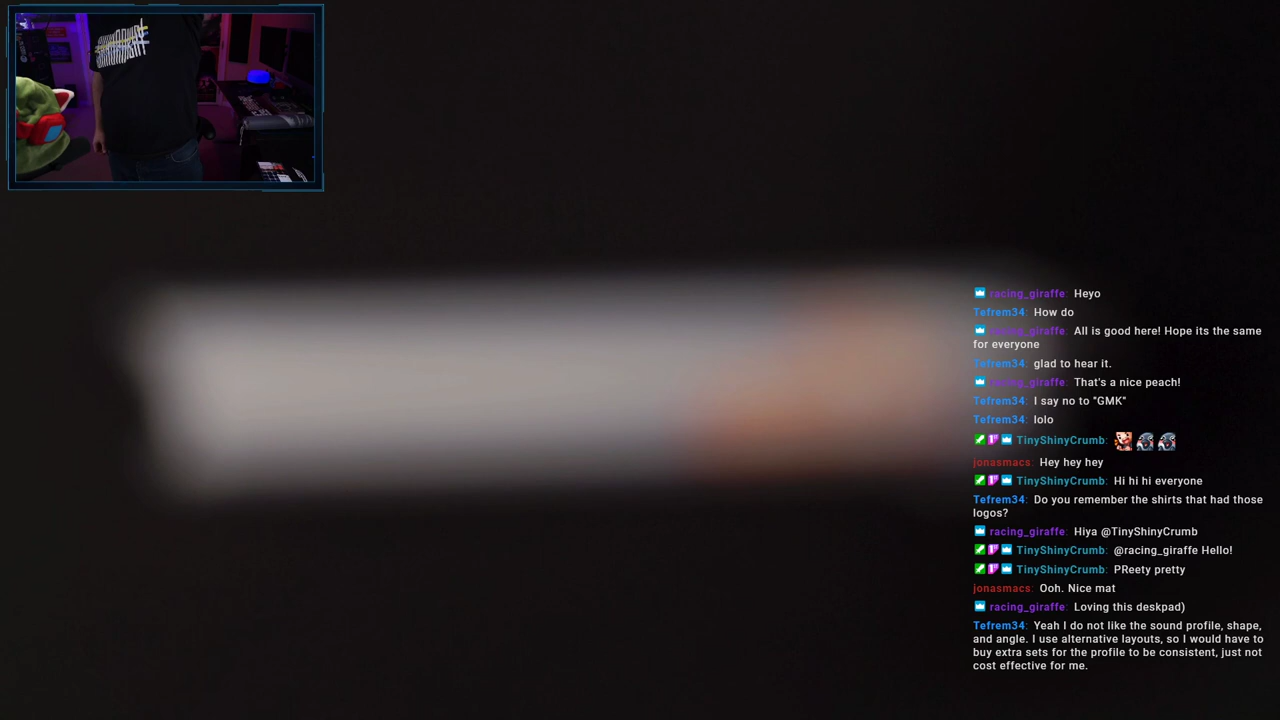 racing_giraffe: Heyo
Tefrem34: How do
racing_giraffe: All is good here! Hope its the same
for everyone
Tefrem34: glad to hear it.
racing_giraffe: That's a nice peach!
Tefrem34: I say no to "GMK"
Tefrem34: lolo
TinyShinyCrumb:
jonasmacs: Hey hey hey
TinyShinyCrumb: Hi hi hi everyone
Tefrem34: Do you remember the shirts that had those
logos?
racing_giraffe: Hiya @TinyShinyCrumb
TinyShinyCrumb: @racing_giraffe Hello!
TinyShinyCrumb: PReety pretty
jonasmacs: Ooh. Nice mat
racing_giraffe: Loving this deskpad)
Tefrem34: Yeah I do not like the sound profile, shape,
and angle. I use alternative layouts, so I would have to
buy extra sets for the profile to be consistent, just not
cost effective for me.